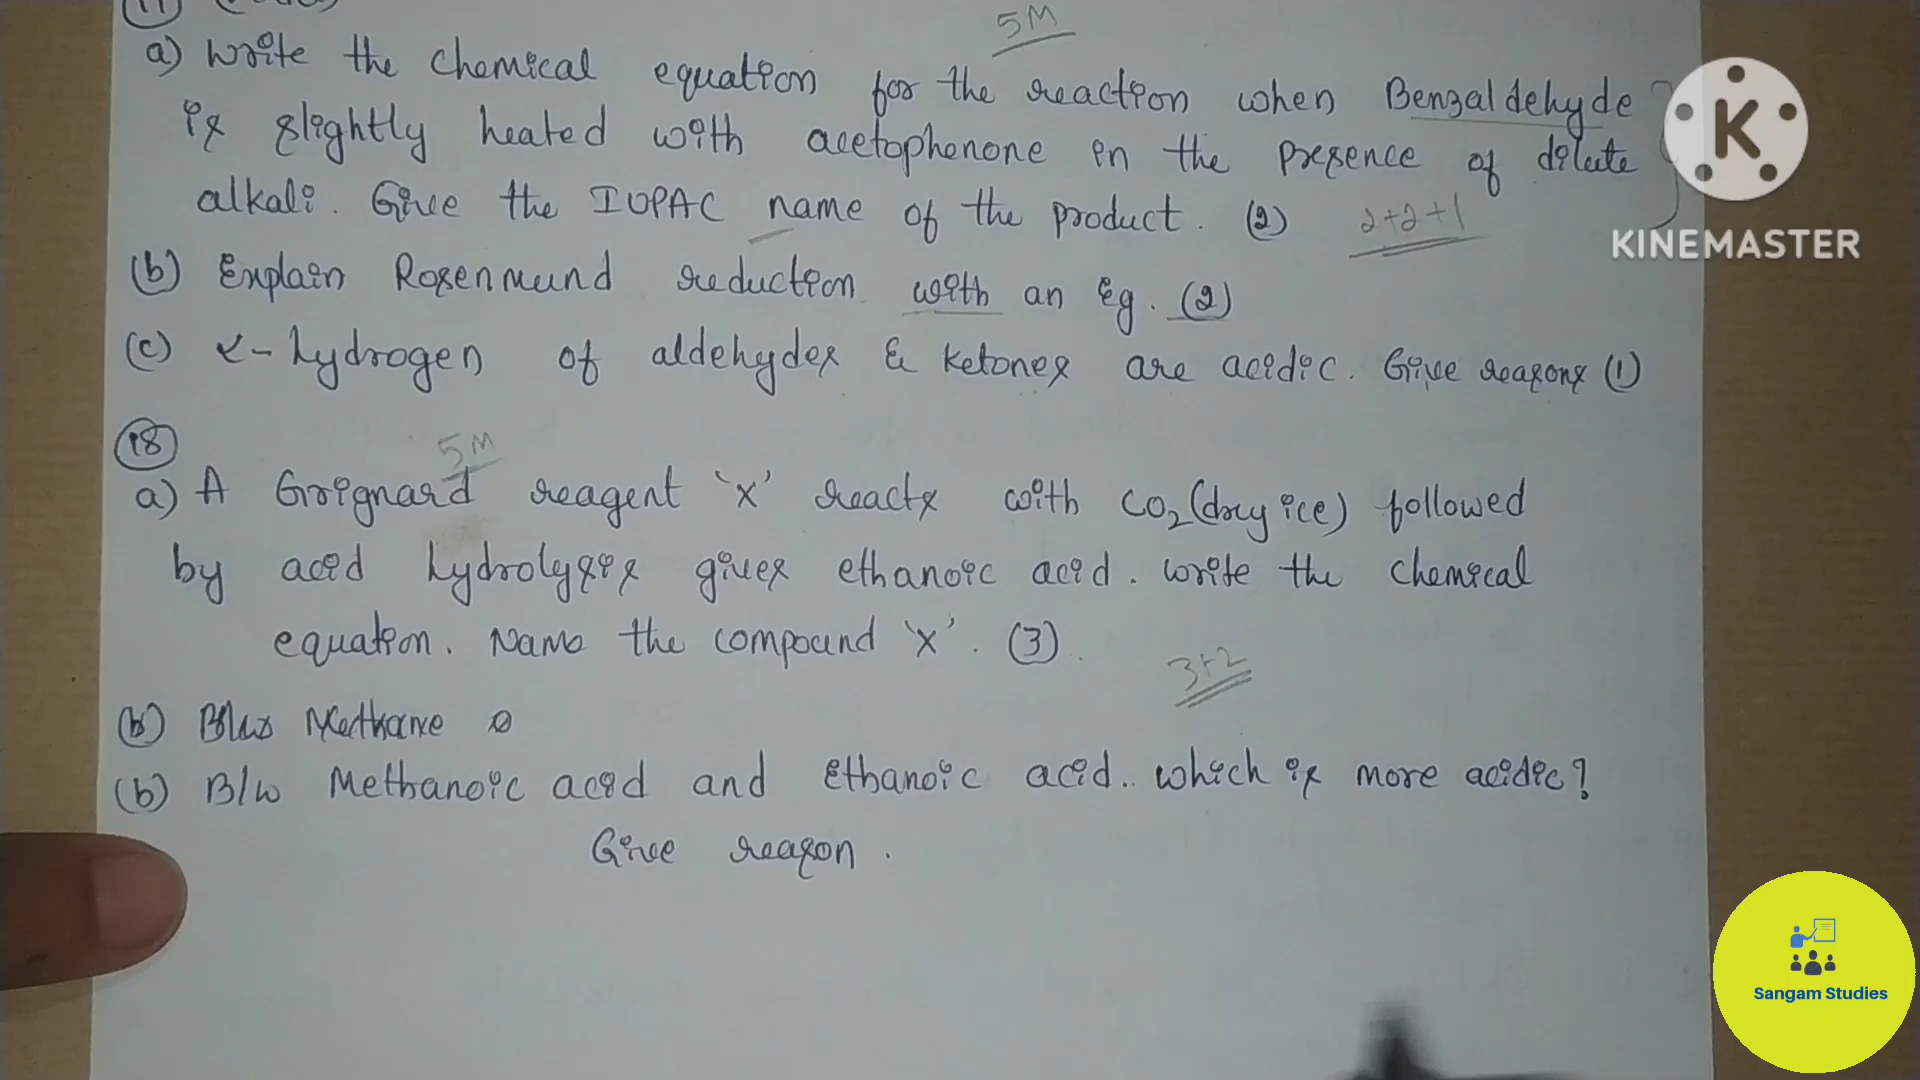 5M
a) Write the chemical equation for the reaction when Benzaldehyde
is slightly heated with acetophenone in the presence of dilute
alkali. Give the IUPAC name of the product. (2) 2+2+1
(b) Explain Rosenmund reduction with an Eg. (2)
(c) α-hydrogen of aldehydes & ketones are acidic. Give reasons (1)
18
5M
a) A Grignard reagent 'x' reacts with CO2 (dry ice) followed
by acid hydrolysis gives ethanoic acid. Write the chemical
equation. Name the compound 'x'. (3)
3+2
(b)
(b) B/w Methanoic acid and Ethanoic acid.. which is more acidic?
Give reason.
K
KINEMASTER
Sangam Studies